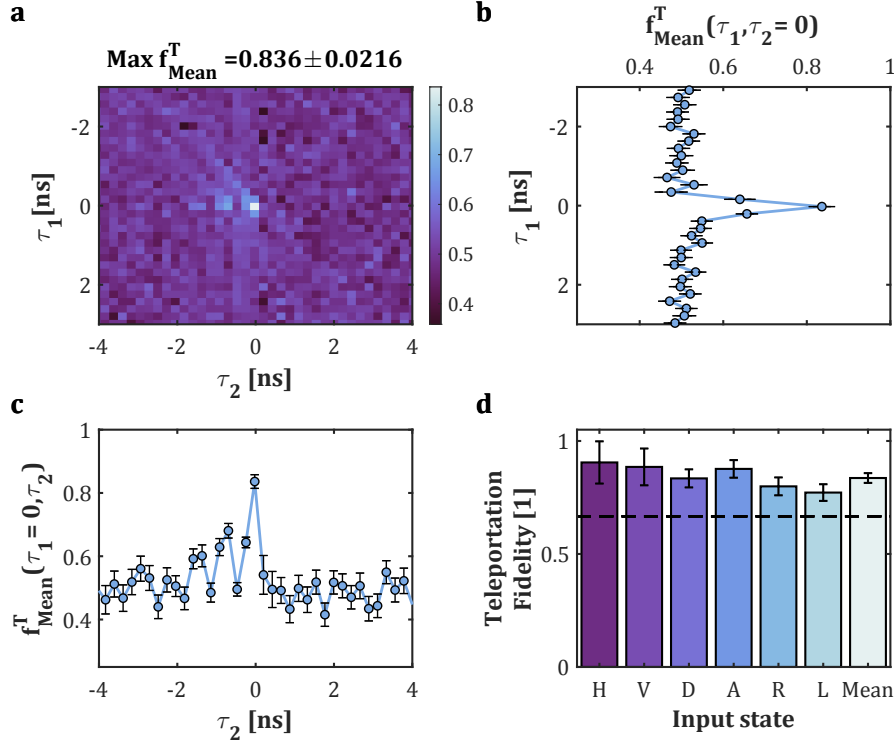 a
Max f^T_Mean =0.836±0.0216
-2
0
2
τ₁ [ns]
-4
-2
0
2
4
τ₂ [ns]
0.8
0.7
0.6
0.5
0.4
b
f^T_Mean(τ₁,τ₂= 0)
0.4
0.6
0.8
1
-2
0
2
τ₁ [ns]
c
1
0.8
0.6
0.4
f^T_Mean(τ₁ = 0,τ₂)
-4
-2
0
2
4
τ₂ [ns]
d
1
0.5
0
Teleportation
Fidelity [1]
H V D A R L Mean
Input state